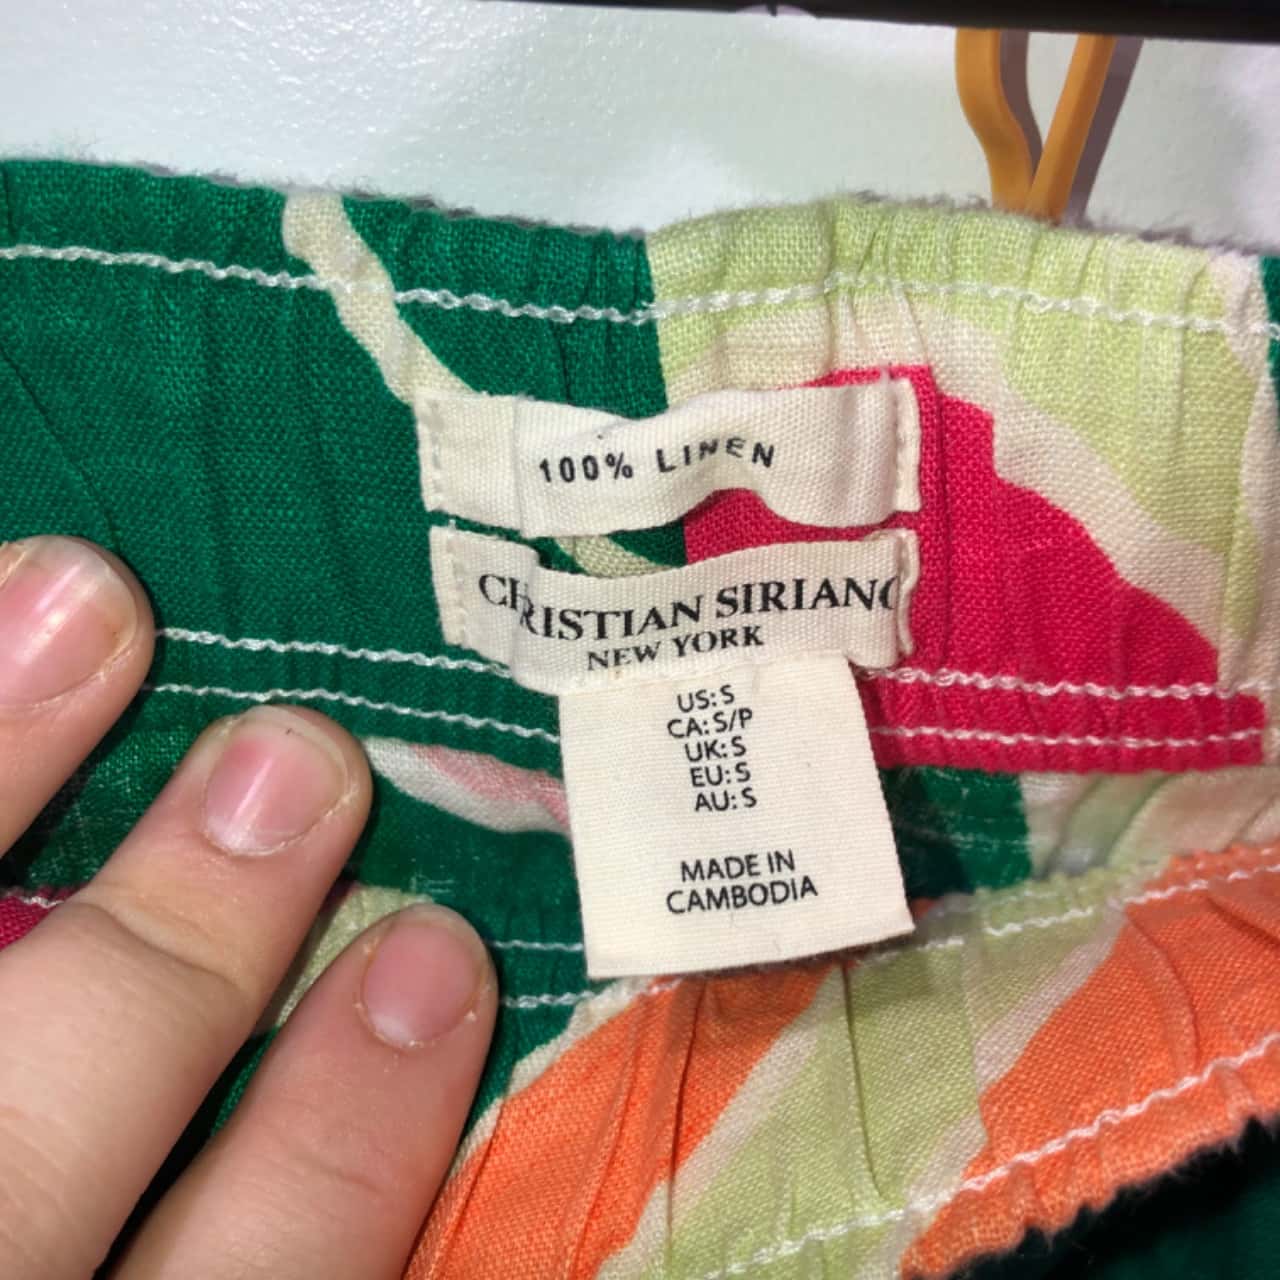 100% LINEN
CHRISTIAN SIRIANO
NEW YORK
US: S
CA: S/P
UK: S
EU: S
AU: S
MADE IN
CAMBODIA